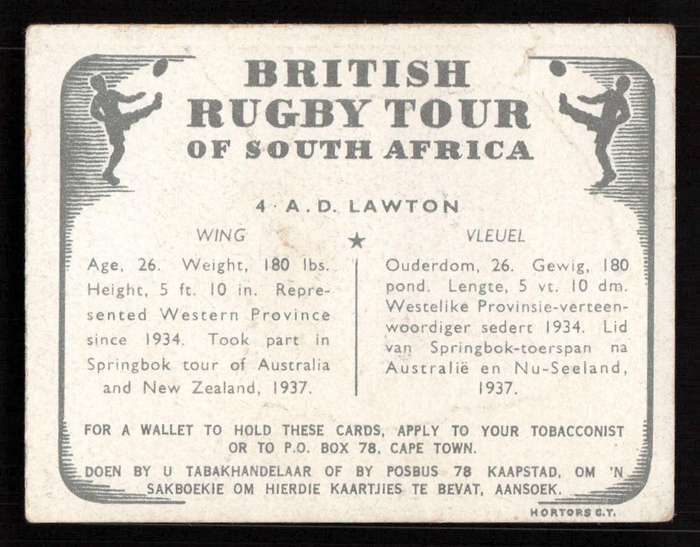 BRITISH
RUGBY TOUR
OF SOUTH AFRICA
4 · A. D. LAWTON
WING
Age, 26. Weight, 180 lbs.
Height, 5 ft. 10 in. Repre-
sented Western Province
since 1934. Took part in
Springbok tour of Australia
and New Zealand, 1937.
VLEUEL
Ouderdom, 26. Gewig, 180
pond. Lengte, 5 vt. 10 dm.
Westelike Provinsie-verteen-
woordiger sedert 1934. Lid
van Springbok-toerspan na
Australië en Nu-Seeland,
1937.
FOR A WALLET TO HOLD THESE CARDS, APPLY TO YOUR TOBACCONIST
OR TO P.O. BOX 78, CAPE TOWN.
DOEN BY U TABAKHANDELAAR OF BY POSBUS 78 KAAPSTAD, OM 'N
SAKBOEKIE OM HIERDIE KAARTJIES TE BEVAT, AANSOEK.
HORTORS C.T.